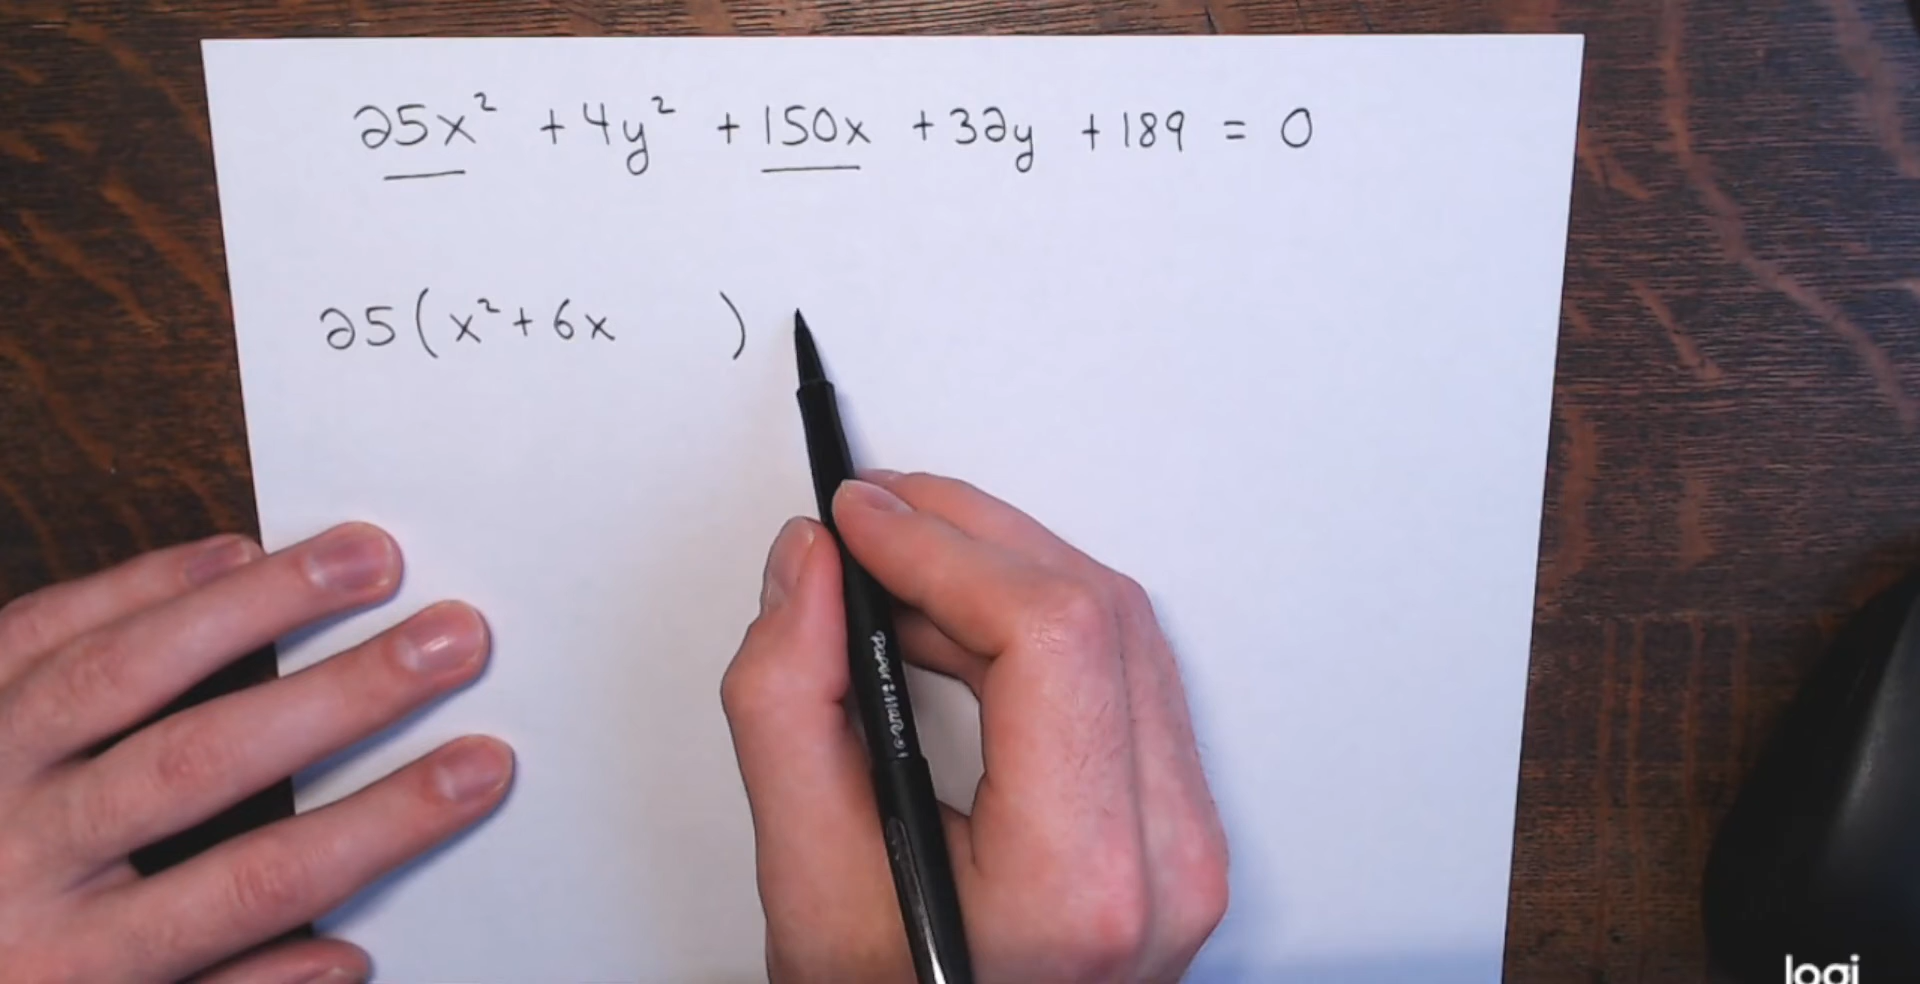 25x² + 4y² + 150x + 32y + 189 = 0
25(x² + 6x )
logi